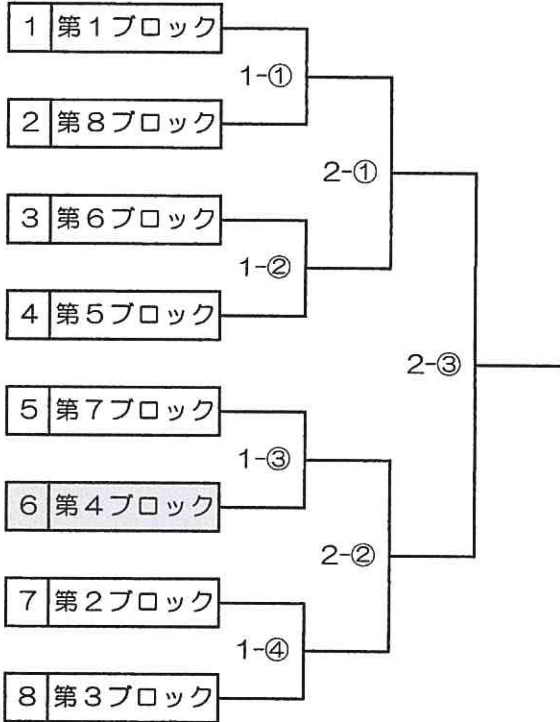 1 第1ブロック
1-①
2 第8ブロック
2-①
3 第6ブロック
1-②
4 第5ブロック
2-③
5 第7ブロック
1-③
6 第4ブロック
2-②
7 第2ブロック
1-④
8 第3ブロック